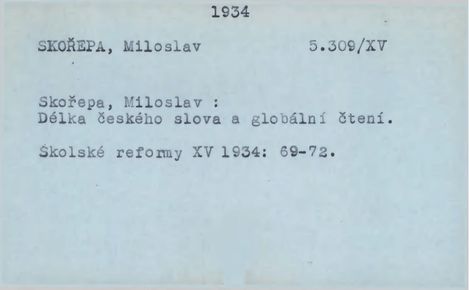 1934
SKOŘEPA, Miloslav 5.309/XV
Skořepa, Miloslav :
Délka českého slova a globální čtení.
Školské reformy XV 1934: 69-72.